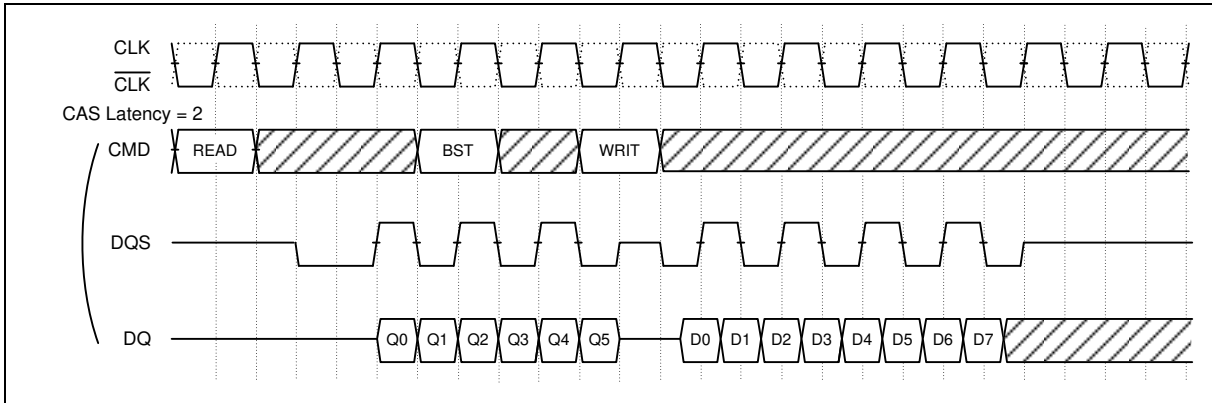 CLK
CLK
CAS Latency = 2
CMD READ BST WRIT
DQS
DQ Q0 Q1 Q2 Q3 Q4 Q5 D0 D1 D2 D3 D4 D5 D6 D7